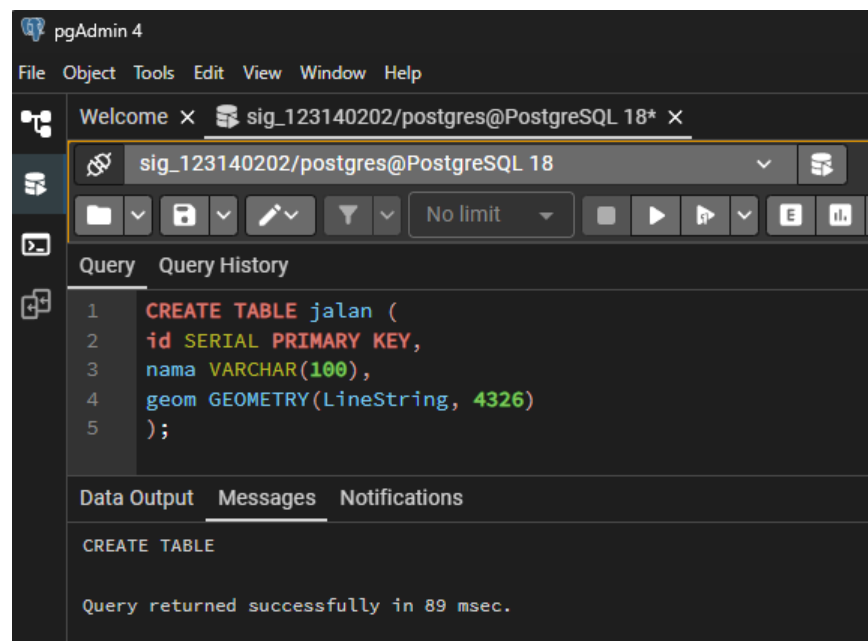 pgAdmin 4
File Object Tools Edit View Window Help
Welcome sig_123140202/postgres@PostgreSQL 18*
sig_123140202/postgres@PostgreSQL 18
No limit E
Query Query History
1 CREATE TABLE jalan (
2 id SERIAL PRIMARY KEY,
3 nama VARCHAR(100),
4 geom GEOMETRY(LineString, 4326)
5 );
Data Output Messages Notifications
CREATE TABLE
Query returned successfully in 89 msec.